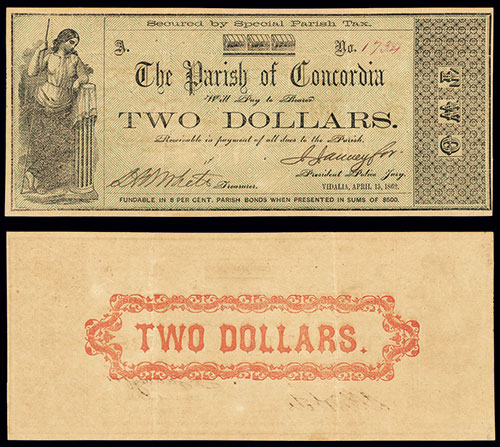 Secured by Special Parish Tax.
A. No. 1734
The Parish of Concordia
Will Pay to Bearer
TWO DOLLARS.
Receivable in payment of all dues to the Parish.
Treasurer.
President Police Jury.
VIDALIA, APRIL 15, 1862.
FUNDABLE IN 8 PER CENT. PARISH BONDS WHEN PRESENTED IN SUMS OF $500.
TWO
TWO DOLLARS.